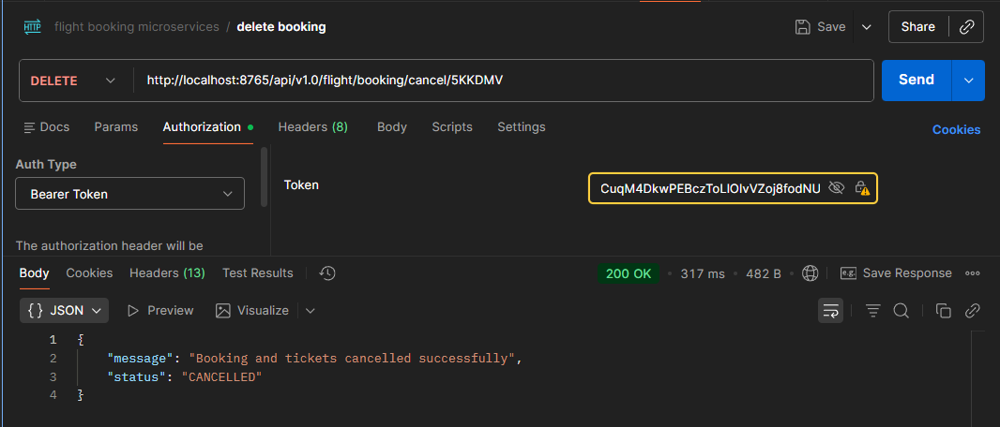 HTTP flight booking microservices / delete booking Save Share
DELETE http://localhost:8765/api/v1.0/flight/booking/cancel/5KKDMV Send
Docs Params Authorization Headers (8) Body Scripts Settings Cookies
Auth Type
Bearer Token
Token CuqM4DkwPEBczToLIOIvVZoj8fodNU
The authorization header will be
Body Cookies Headers (13) Test Results 200 OK • 317 ms • 482 B e.g. Save Response
{} JSON Preview Visualize
1 {
2 "message": "Booking and tickets cancelled successfully",
3 "status": "CANCELLED"
4 }